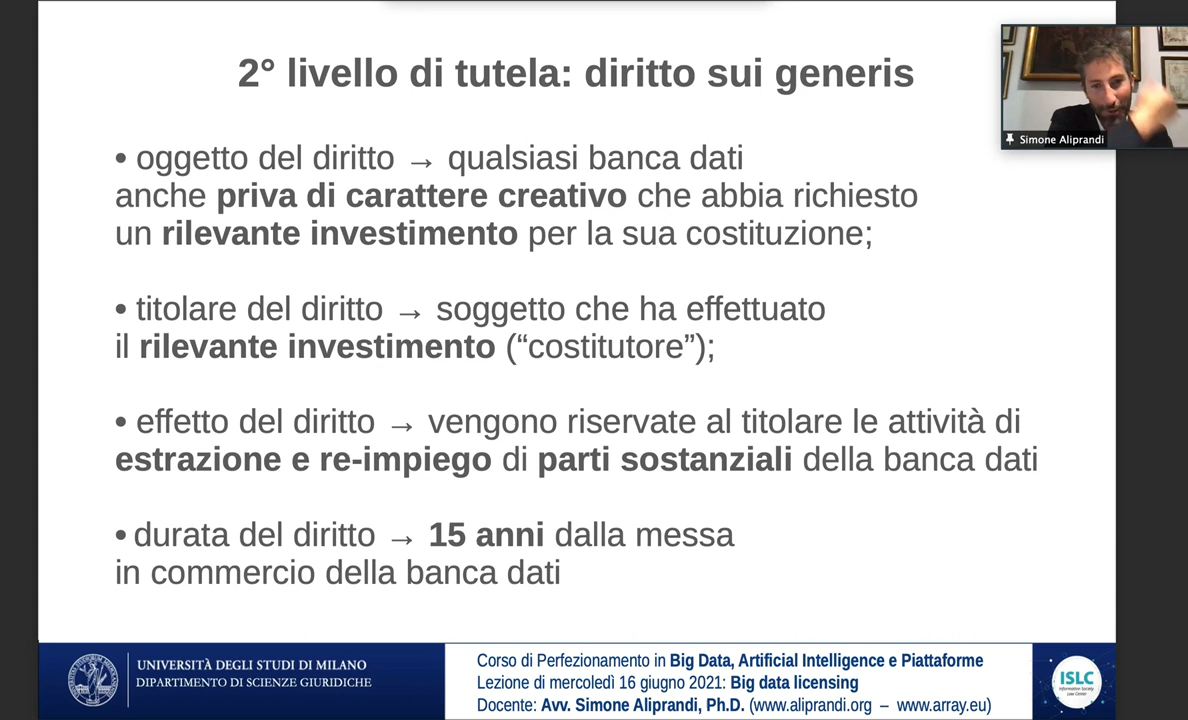 2° livello di tutela: diritto sui generis
Simone Aliprandi
• oggetto del diritto → qualsiasi banca dati
anche priva di carattere creativo che abbia richiesto
un rilevante investimento per la sua costituzione;
• titolare del diritto → soggetto che ha effettuato
il rilevante investimento (“costitutore”);
• effetto del diritto → vengono riservate al titolare le attività di
estrazione e re-impiego di parti sostanziali della banca dati
• durata del diritto → 15 anni dalla messa
in commercio della banca dati
UNIVERSITÀ DEGLI STUDI DI MILANO
DIPARTIMENTO DI SCIENZE GIURIDICHE
Corso di Perfezionamento in Big Data, Artificial Intelligence e Piattaforme
Lezione di mercoledì 16 giugno 2021: Big data licensing
Docente: Avv. Simone Aliprandi, Ph.D. (www.aliprandi.org – www.array.eu)
ISLC
Information Society
Law Center